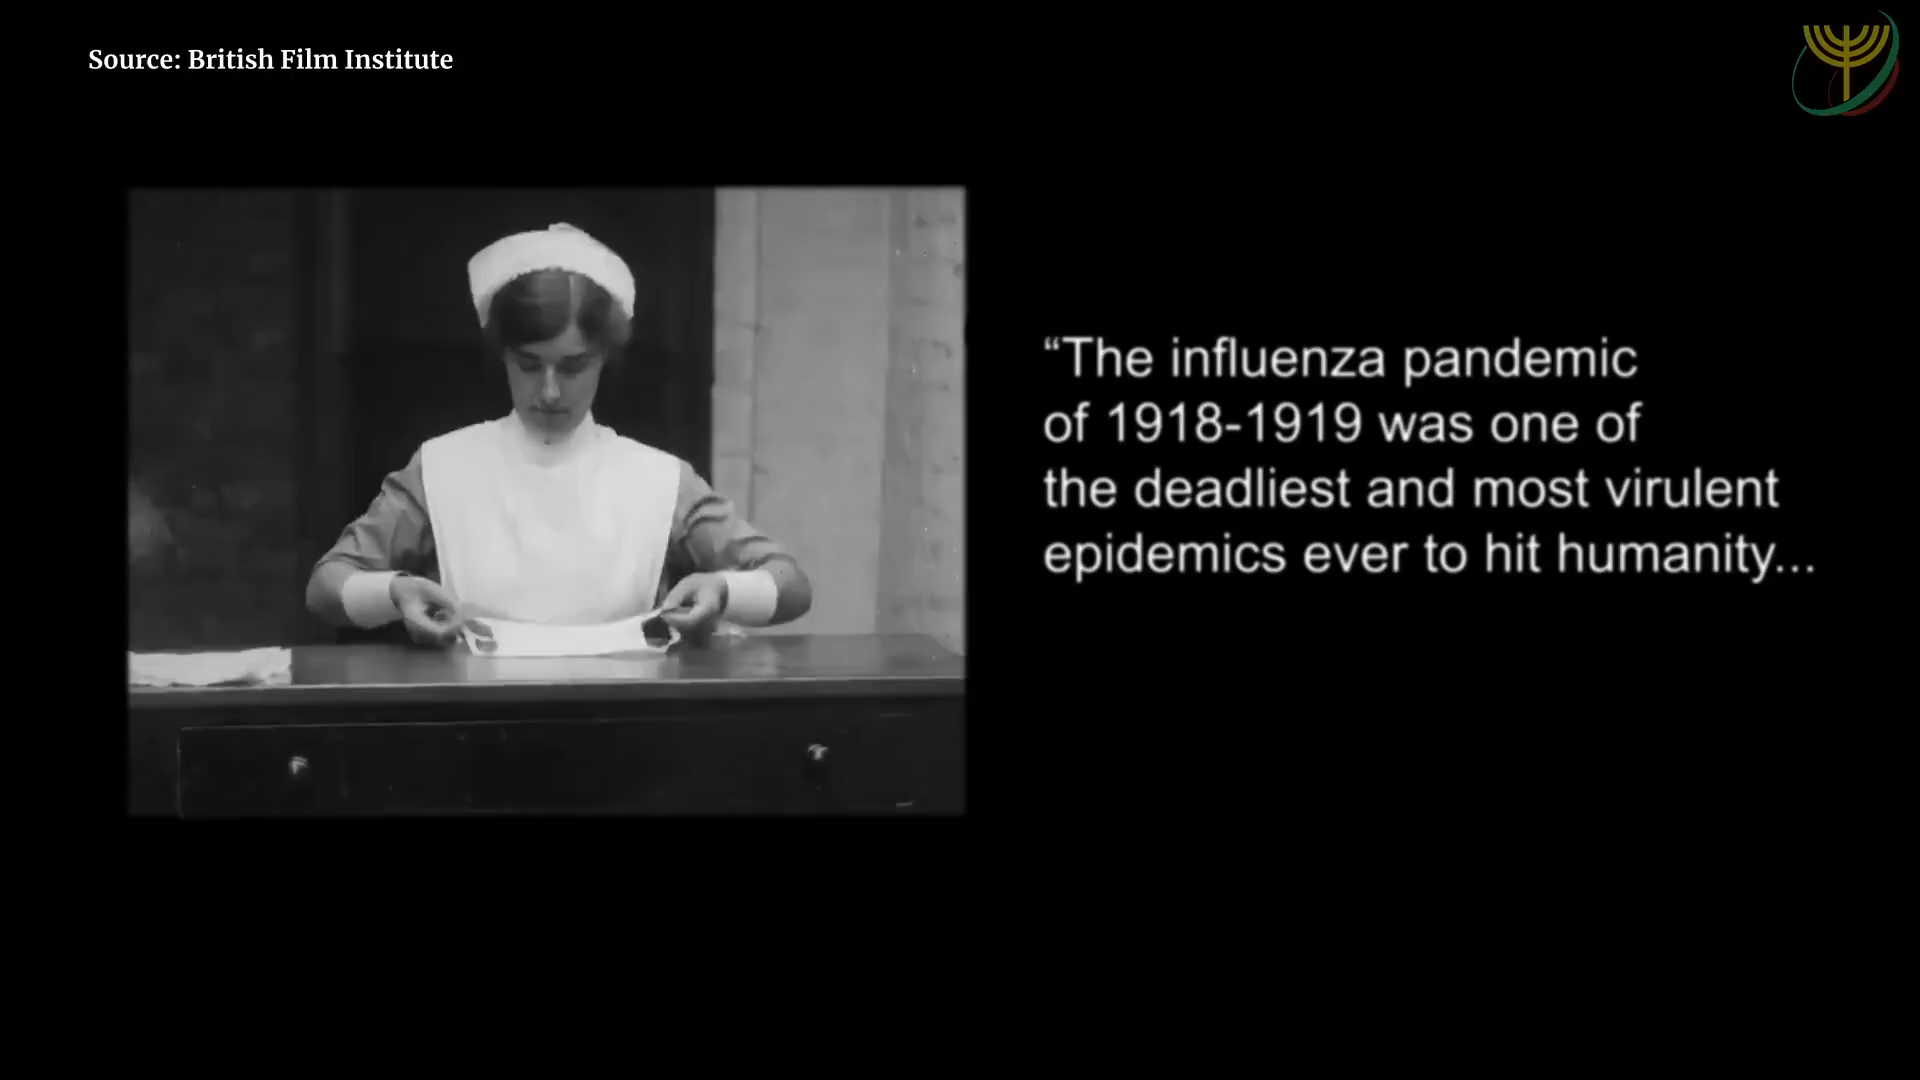 Source: British Film Institute
“The influenza pandemic
of 1918-1919 was one of
the deadliest and most virulent
epidemics ever to hit humanity...